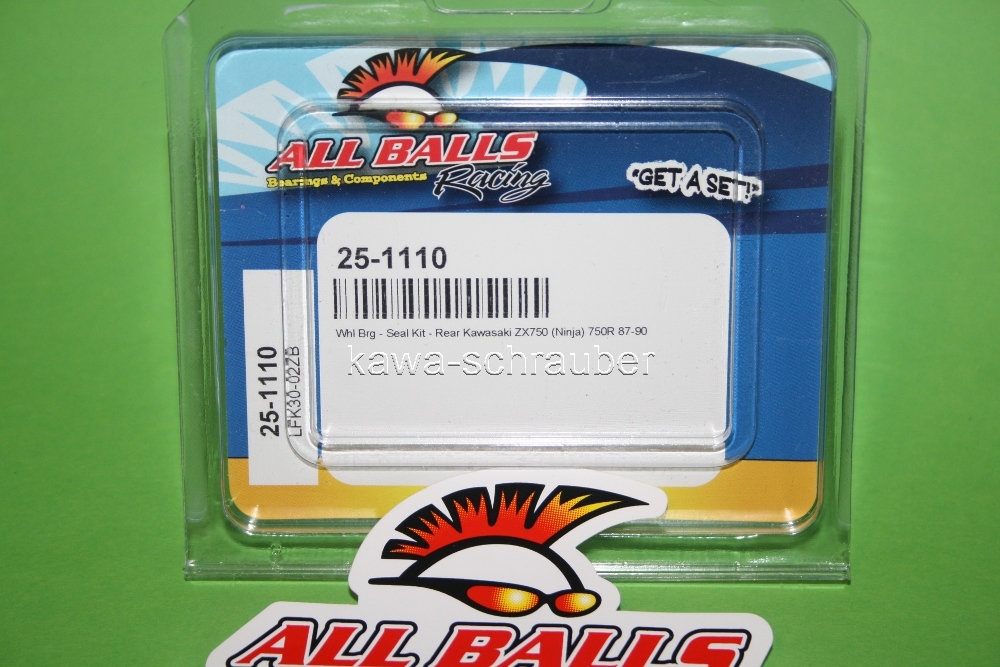 ALL BALLS
Bearings & Components Racing
"GET A SET!"
25-1110
Whl Brg - Seal Kit - Rear Kawasaki ZX750 (Ninja) 750R 87-90
kawa-schrauber
25-1110
LFK30-02ZB
ALL BALLS